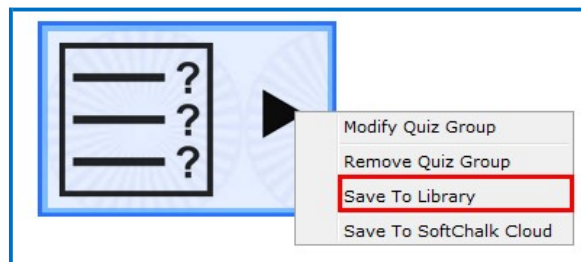 ?
?
?
Modify Quiz Group
Remove Quiz Group
Save To Library
Save To SoftChalk Cloud